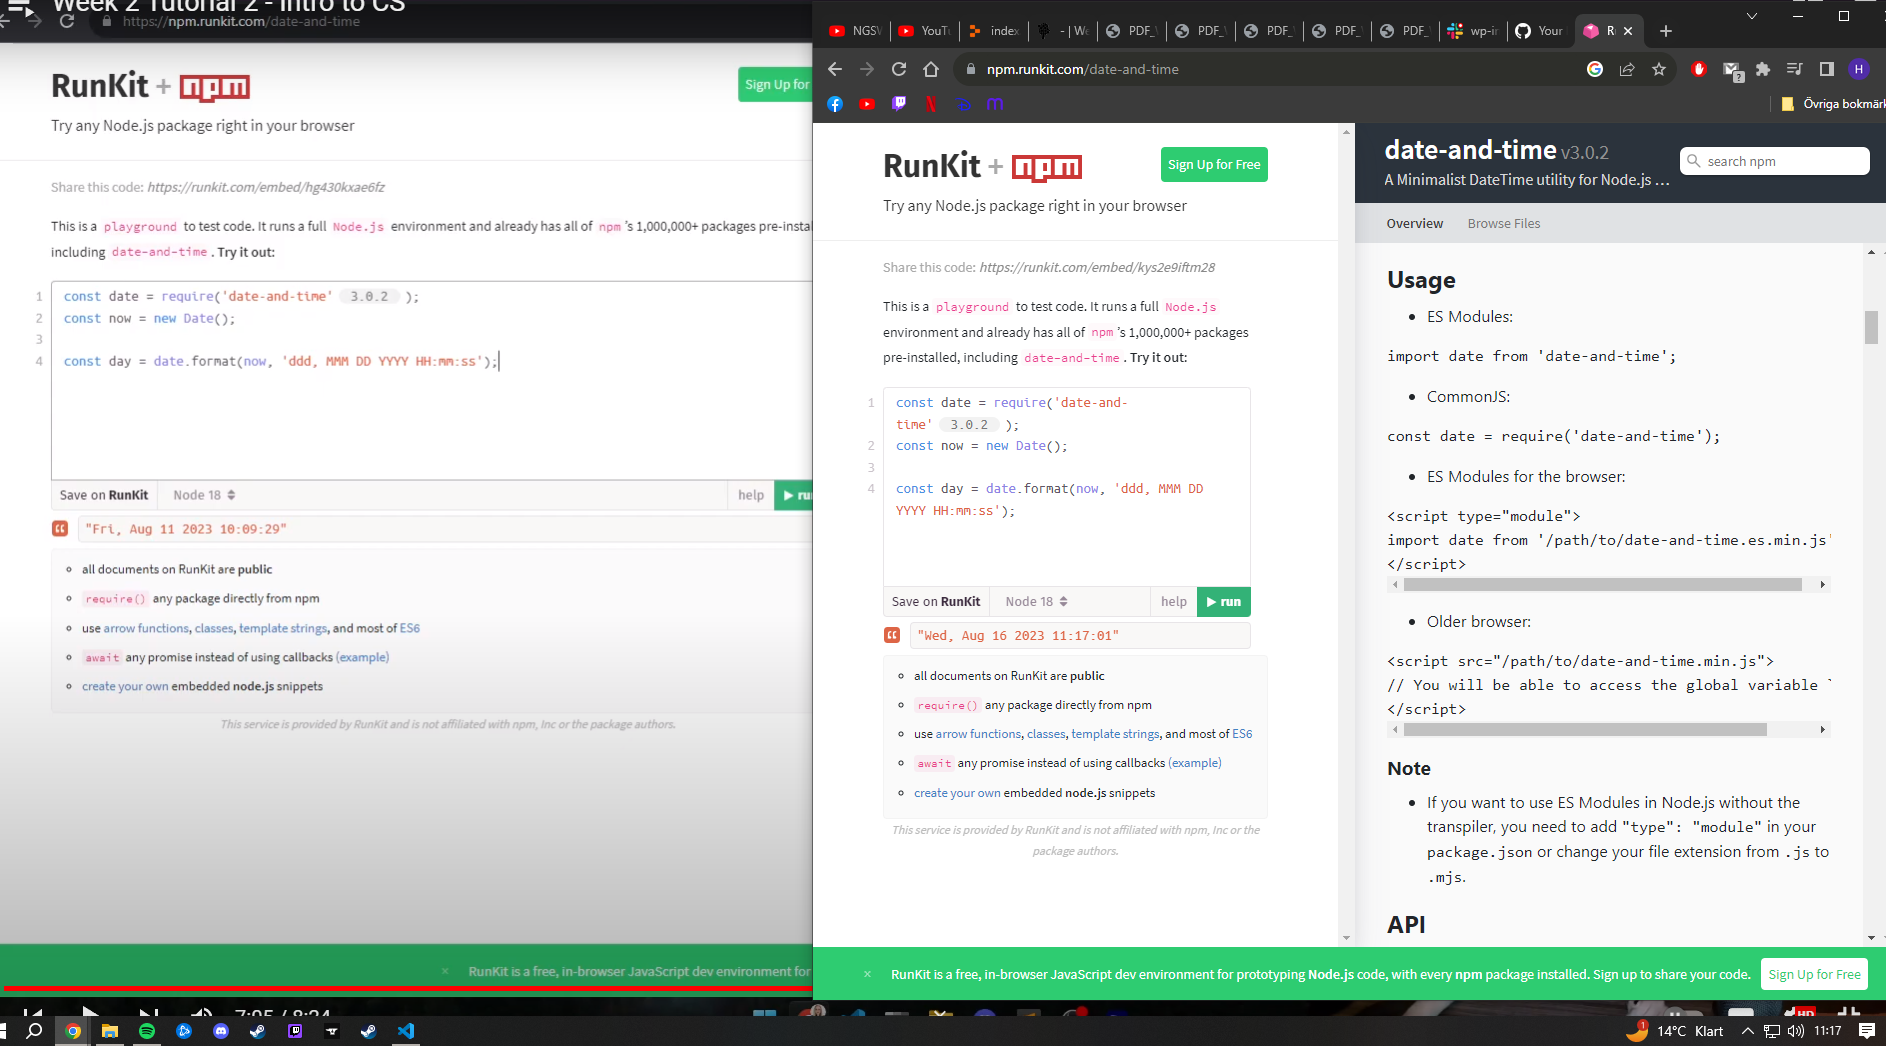 Week 2 Tutorial 2 - Intro to CS
https://npm.runkit.com/date-and-time
RunKit + npm
Sign Up for
Try any Node.js package right in your browser
Share this code: https://runkit.com/embed/hg430kxae6fz
This is a playground to test code. It runs a full Node.js environment and already has all of npm's 1,000,000+ packages pre-instal
including date-and-time. Try it out:
1 const date = require('date-and-time' 3.0.2 );
2 const now = new Date();
3
4 const day = date.format(now, 'ddd, MMM DD YYYY HH:mm:ss');
Save on RunKit Node 18 help run
"Fri, Aug 11 2023 10:09:29"
all documents on RunKit are public
require() any package directly from npm
use arrow functions, classes, template strings, and most of ES6
await any promise instead of using callbacks (example)
create your own embedded node.js snippets
This service is provided by RunKit and is not affiliated with npm, Inc or the package authors.
× RunKit is a free, in-browser JavaScript dev environment for
7:05 / 8:24
NGSW YouTu index - | We PDF_ PDF_ PDF_ PDF_ PDF_ wp-in Your R
npm.runkit.com/date-and-time
H
Övriga bokmärk
RunKit + npm
Sign Up for Free
Try any Node.js package right in your browser
Share this code: https://runkit.com/embed/kys2e9iftm28
This is a playground to test code. It runs a full Node.js
environment and already has all of npm's 1,000,000+ packages
pre-installed, including date-and-time. Try it out:
1 const date = require('date-and-
time' 3.0.2 );
2 const now = new Date();
3
4 const day = date.format(now, 'ddd, MMM DD
YYYY HH:mm:ss');
Save on RunKit Node 18 help run
"Wed, Aug 16 2023 11:17:01"
all documents on RunKit are public
require() any package directly from npm
use arrow functions, classes, template strings, and most of ES6
await any promise instead of using callbacks (example)
create your own embedded node.js snippets
This service is provided by RunKit and is not affiliated with npm, Inc or the
package authors.
date-and-time v3.0.2
A Minimalist DateTime utility for Node.js ...
search npm
Overview Browse Files
Usage
• ES Modules:
import date from 'date-and-time';
• CommonJS:
const date = require('date-and-time');
• ES Modules for the browser:
<script type="module">
import date from '/path/to/date-and-time.es.min.js'
</script>
• Older browser:
<script src="/path/to/date-and-time.min.js">
// You will be able to access the global variable `
</script>
Note
• If you want to use ES Modules in Node.js without the
transpiler, you need to add "type": "module" in your
package.json or change your file extension from .js to
.mjs.
API
× RunKit is a free, in-browser JavaScript dev environment for prototyping Node.js code, with every npm package installed. Sign up to share your code. Sign Up for Free
HD
1 14°C Klart 11:17